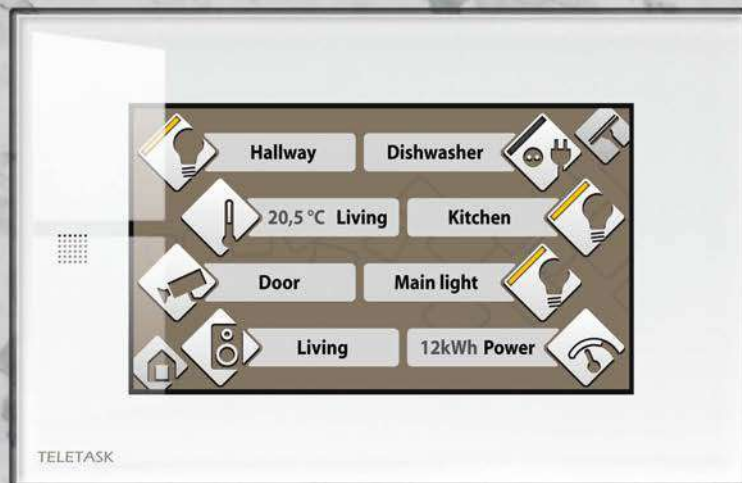 Hallway
Dishwasher
20,5 °C Living
Kitchen
Door
Main light
Living
12kWh Power
TELETASK